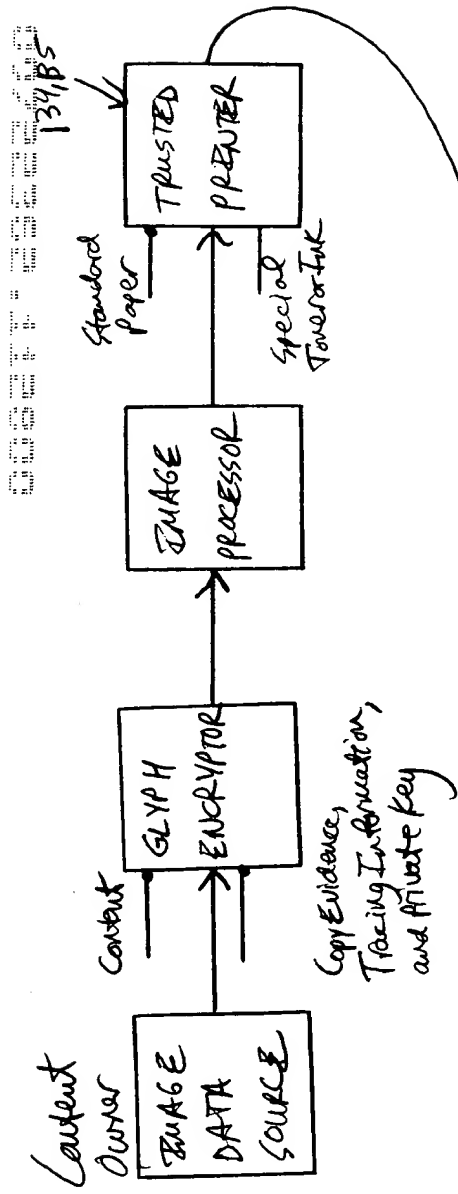 Content
Owner
IMAGE
DATA
SOURCE
Content
GLYPH
ENCRYPTOR
Copy Evidence,
Tracing Information,
and Private Key
IMAGE
PROCESSOR
Standard
Paper
Special
Toner or Ink
TRUSTED
PRINTER
134, B5